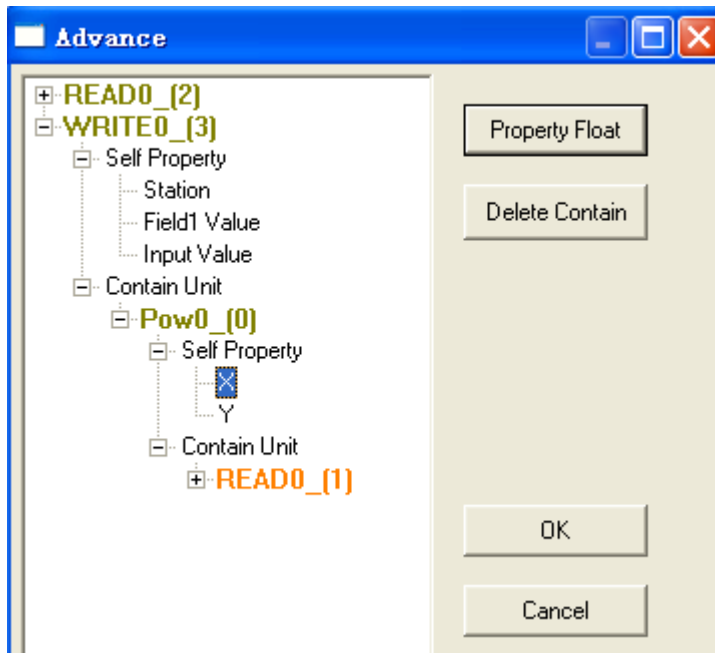 Advance
READ0_(2)
WRITE0_(3)
Self Property
Station
Field1 Value
Input Value
Contain Unit
Pow0_(0)
Self Property
X
Y
Contain Unit
READ0_(1)
Property Float
Delete Contain
OK
Cancel